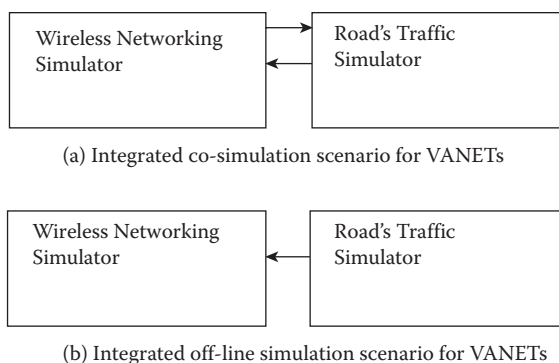 Wireless Networking
Simulator
Road's Traffic
Simulator
(a) Integrated co-simulation scenario for VANETs
Wireless Networking
Simulator
Road's Traffic
Simulator
(b) Integrated off-line simulation scenario for VANETs